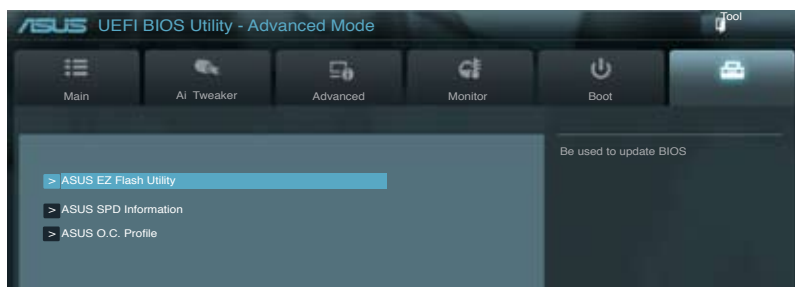 ASUS UEFI BIOS Utility - Advanced Mode
Tool
Main
Ai Tweaker
Advanced
Monitor
Boot
Be used to update BIOS
> ASUS EZ Flash Utility
> ASUS SPD Information
> ASUS O.C. Profile